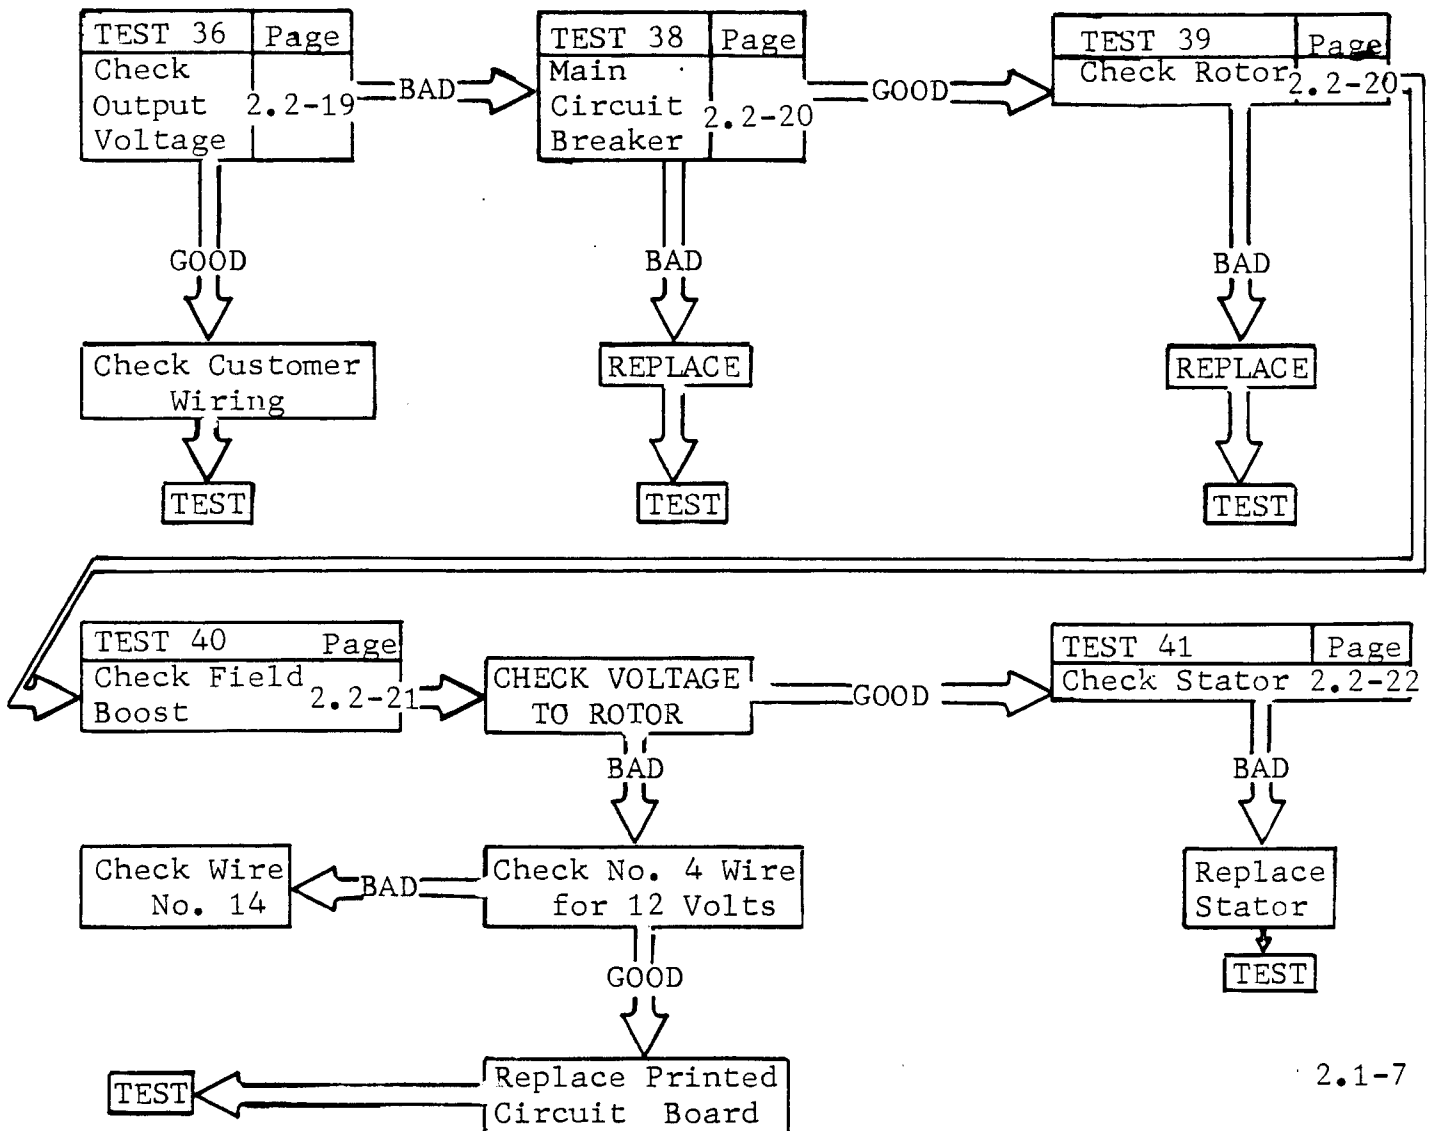 TEST 36 Page
Check
Output 2.2-19
Voltage
BAD
TEST 38 Page
Main
Circuit 2.2-20
Breaker
GOOD
TEST 39 Page
Check Rotor 2.2-20
GOOD
BAD
BAD
Check Customer
Wiring
REPLACE
REPLACE
TEST
TEST
TEST
TEST 40 Page
Check Field 2.2-21
Boost
CHECK VOLTAGE
TO ROTOR
GOOD
TEST 41 Page
Check Stator 2.2-22
BAD
BAD
Check Wire
No. 14
BAD
Check No. 4 Wire
for 12 Volts
Replace
Stator
TEST
GOOD
TEST
Replace Printed
Circuit Board
2.1-7